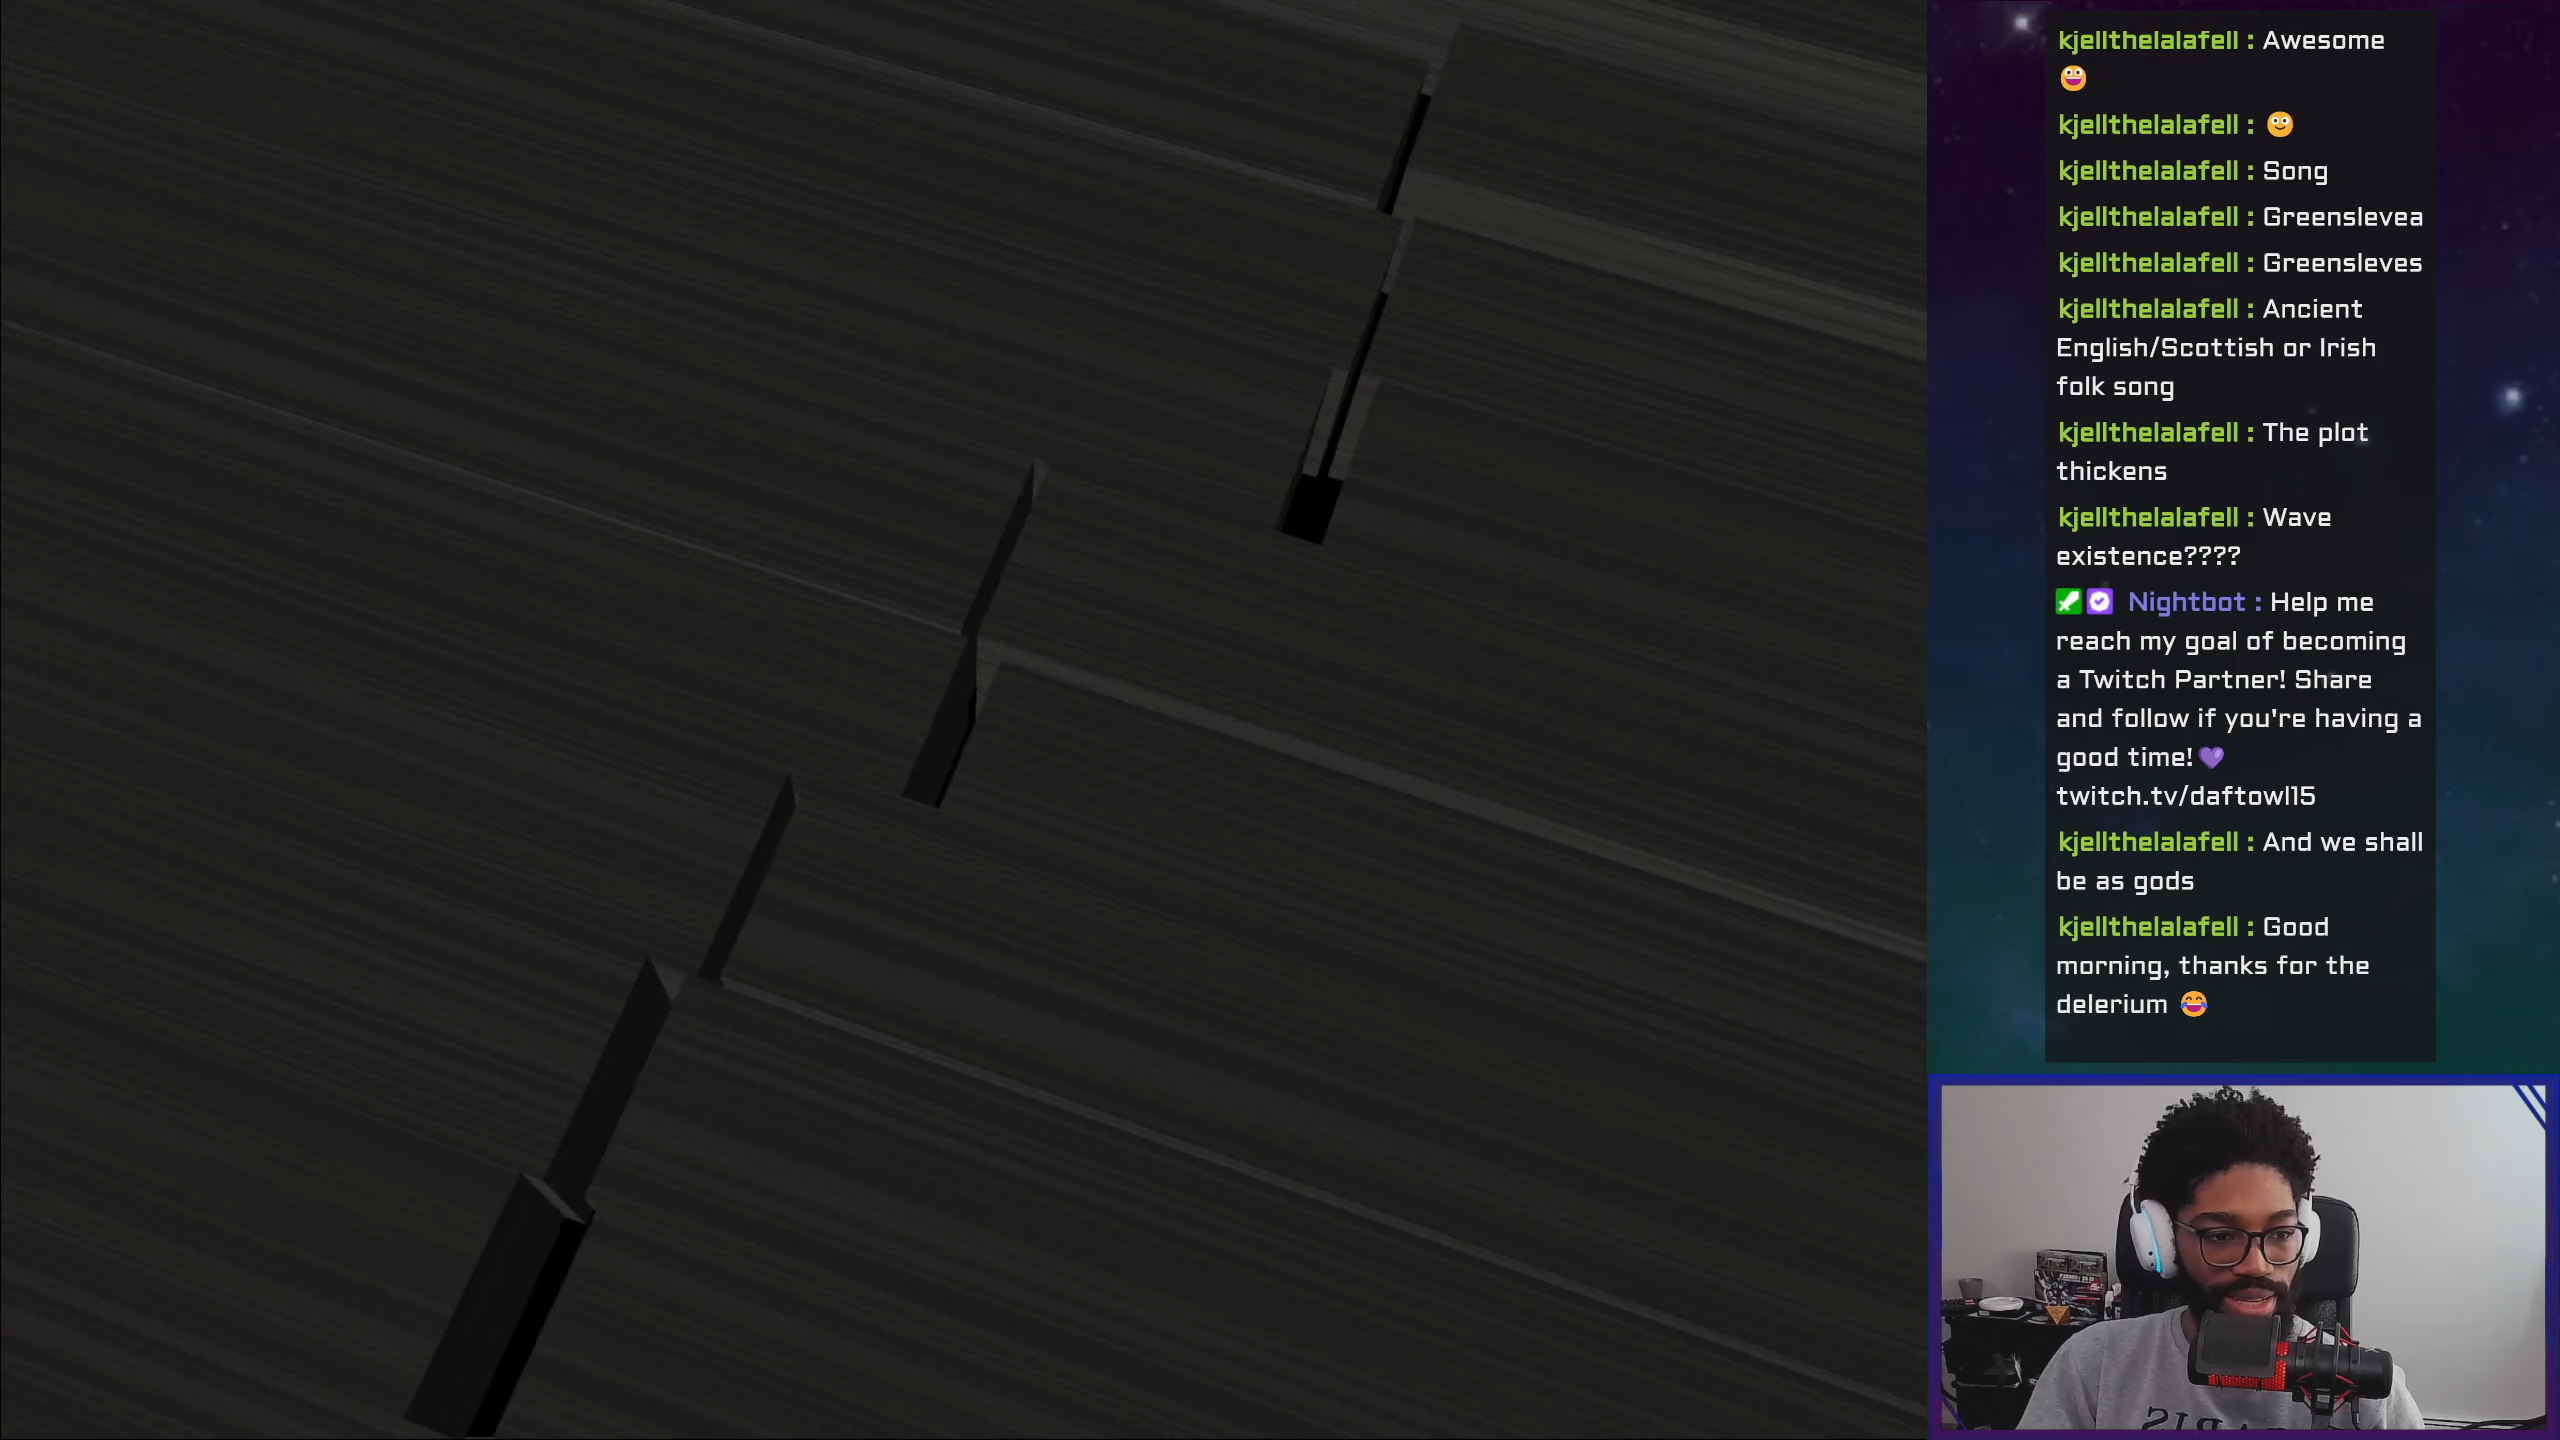 kjellthelalafell : Awesome
😀
kjellthelalafell : 🙂
kjellthelalafell : Song
kjellthelalafell : Greenslevea
kjellthelalafell : Greensleves
kjellthelalafell : Ancient
English/Scottish or Irish
folk song
kjellthelalafell : The plot
thickens
kjellthelalafell : Wave
existence????
Nightbot : Help me
reach my goal of becoming
a Twitch Partner! Share
and follow if you're having a
good time!💜
twitch.tv/daftowl15
kjellthelalafell : And we shall
be as gods
kjellthelalafell : Good
morning, thanks for the
delerium 😂